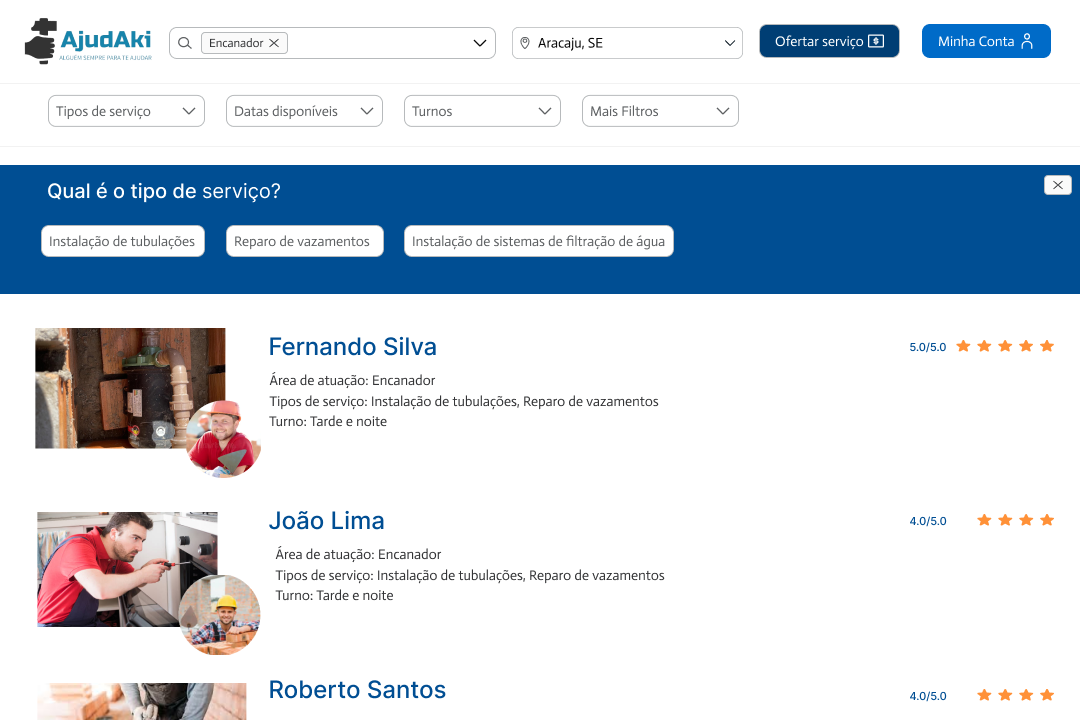 AjudAki
ALGUÉM SEMPRE PARA TE AJUDAR
Encanador
Aracaju, SE
Ofertar serviço
Minha Conta
Tipos de serviço
Datas disponíveis
Turnos
Mais Filtros
Qual é o tipo de serviço?
Instalação de tubulações
Reparo de vazamentos
Instalação de sistemas de filtração de água
Fernando Silva
5.0/5.0
Área de atuação: Encanador
Tipos de serviço: Instalação de tubulações, Reparo de vazamentos
Turno: Tarde e noite
João Lima
4.0/5.0
Área de atuação: Encanador
Tipos de serviço: Instalação de tubulações, Reparo de vazamentos
Turno: Tarde e noite
Roberto Santos
4.0/5.0